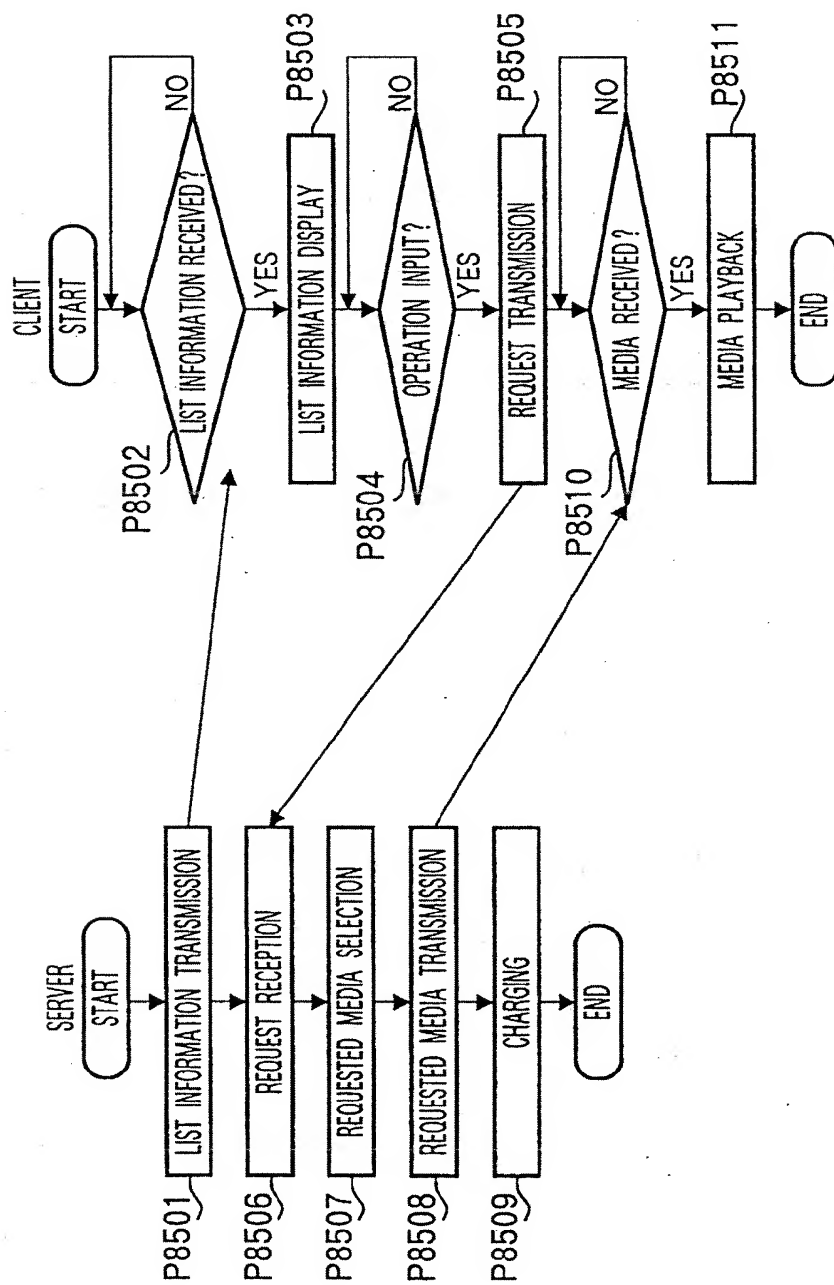 SERVER
START
P8501
LIST INFORMATION TRANSMISSION
P8506
REQUEST RECEPTION
P8507
REQUESTED MEDIA SELECTION
P8508
REQUESTED MEDIA TRANSMISSION
P8509
CHARGING
END
CLIENT
START
P8502
LIST INFORMATION RECEIVED?
NO
YES
P8503
LIST INFORMATION DISPLAY
P8504
OPERATION INPUT?
NO
YES
P8505
REQUEST TRANSMISSION
P8510
MEDIA RECEIVED?
NO
YES
P8511
MEDIA PLAYBACK
END